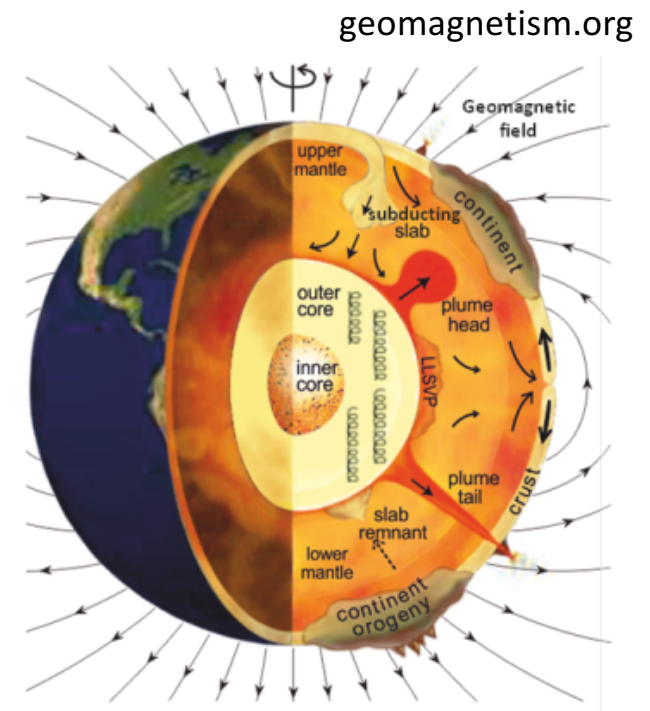 geomagnetism.org
Geomagnetic
field
upper
mantle
continent
subducting
slab
outer
core
plume
head
inner
core
LLSVP
plume
tail
crust
slab
remnant
lower
mantle
continent
orogeny